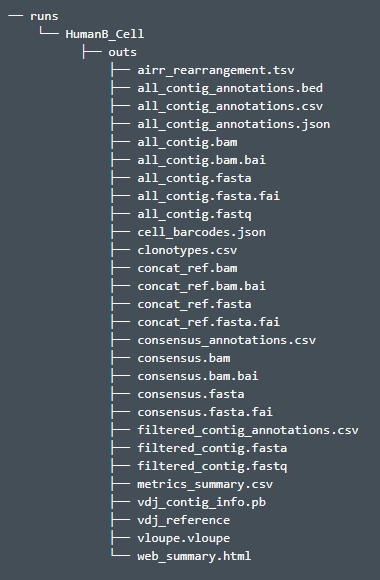 ── runs
└── HumanB_Cell
├── outs
├── airr_rearrangement.tsv
├── all_contig_annotations.bed
├── all_contig_annotations.csv
├── all_contig_annotations.json
├── all_contig.bam
├── all_contig.bam.bai
├── all_contig.fasta
├── all_contig.fasta.fai
├── all_contig.fastq
├── cell_barcodes.json
├── clonotypes.csv
├── concat_ref.bam
├── concat_ref.bam.bai
├── concat_ref.fasta
├── concat_ref.fasta.fai
├── consensus_annotations.csv
├── consensus.bam
├── consensus.bam.bai
├── consensus.fasta
├── consensus.fasta.fai
├── filtered_contig_annotations.csv
├── filtered_contig.fasta
├── filtered_contig.fastq
├── metrics_summary.csv
├── vdj_contig_info.pb
├── vdj_reference
├── vloupe.vloupe
└── web_summary.html